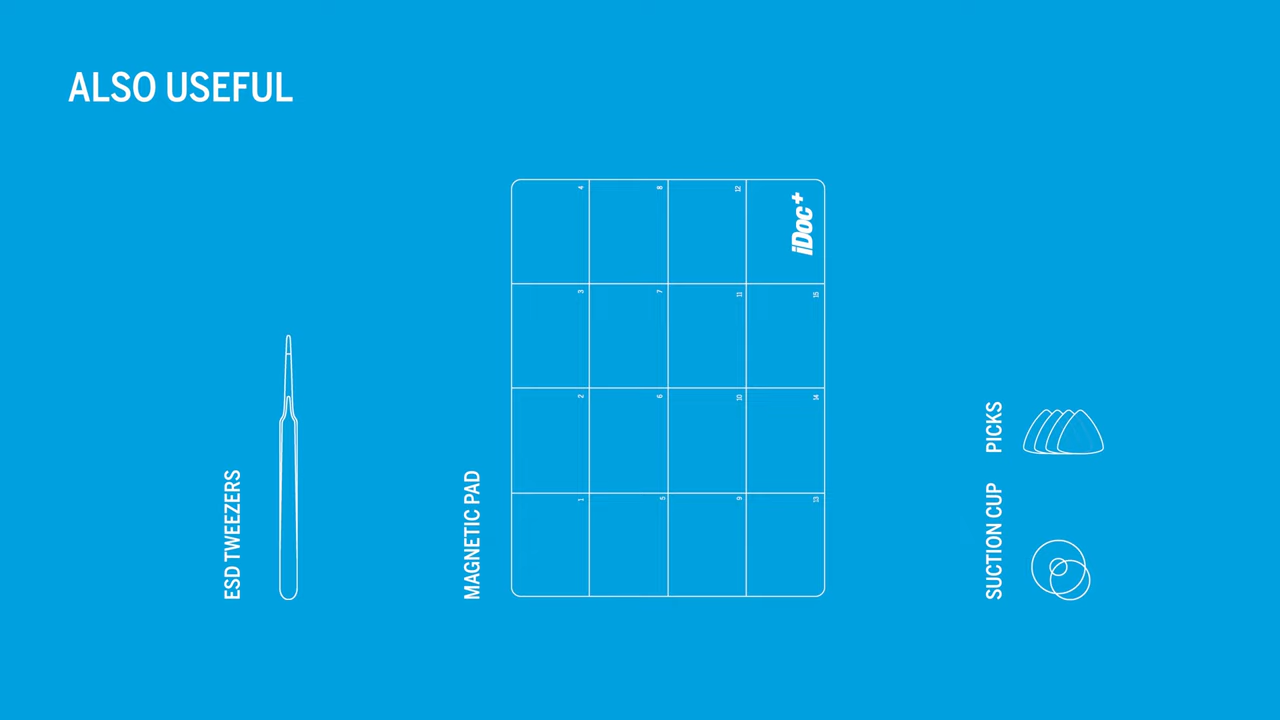 ALSO USEFUL
ESD TWEEZERS
MAGNETIC PAD
4
8
12
iDoc+
3
7
11
15
2
6
10
14
1
5
9
13
PICKS
SUCTION CUP